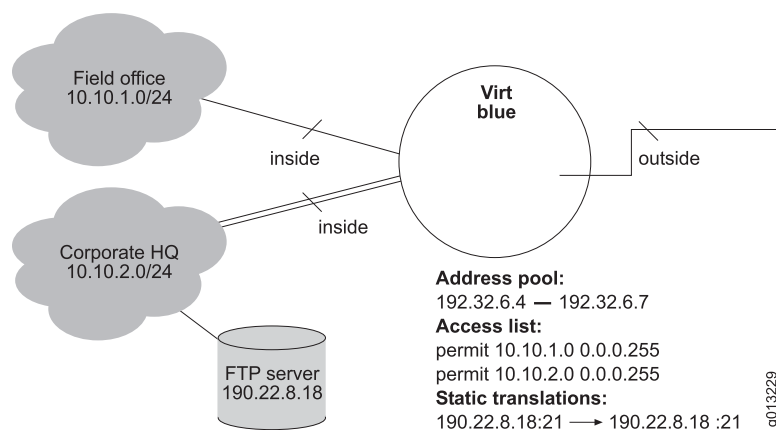 Field office
10.10.1.0/24
inside
Virt
blue
outside
inside
Corporate HQ
10.10.2.0/24
FTP server
190.22.8.18
Address pool:
192.32.6.4 — 192.32.6.7
Access list:
permit 10.10.1.0 0.0.0.255
permit 10.10.2.0 0.0.0.255
Static translations:
190.22.8.18:21 → 190.22.8.18 :21
g013229